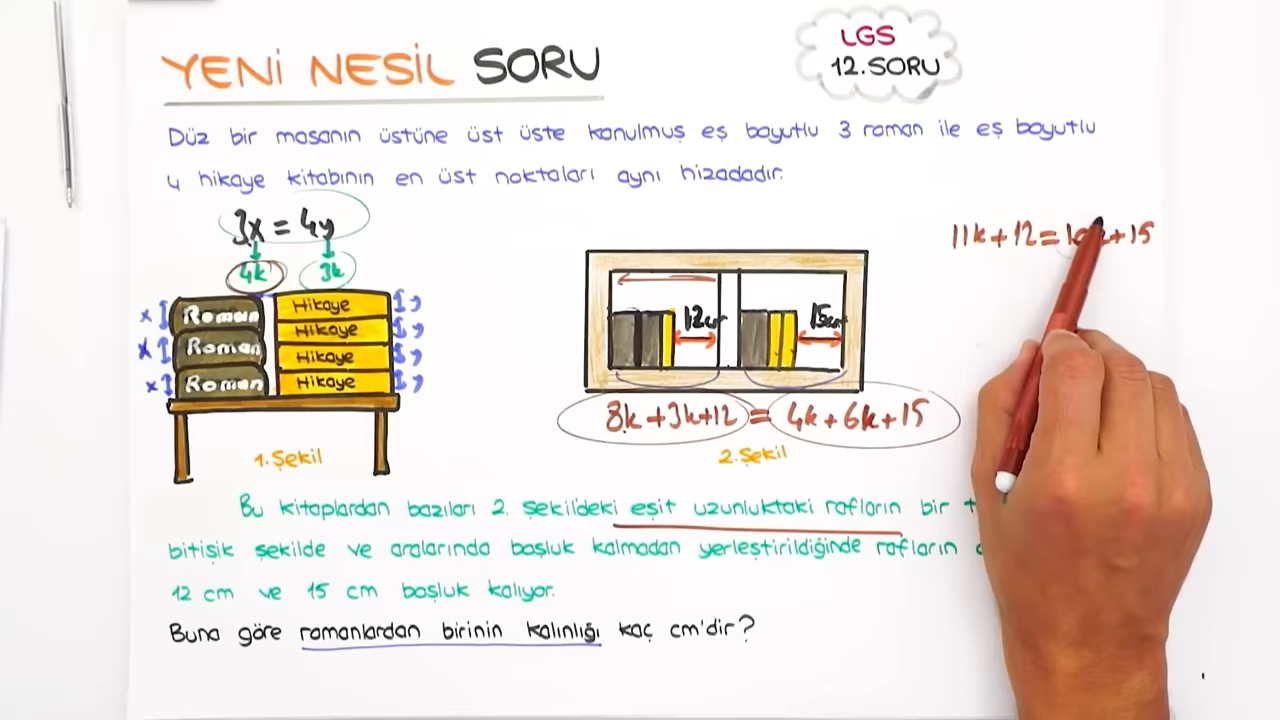 YENİ NESİL SORU
LGS
12.SORU
Düz bir masanın üstüne üst üste konulmuş eş boyutlu 3 roman ile eş boyutlu
4 hikaye kitabının en üst noktaları aynı hizadadır.
3x = 4y
4k 3k
11k+12=10k+15
x Roman Hikaye y
Hikaye y
x Roman
Hikaye y
x Roman Hikaye y
12cm 15cm
8k+3k+12 = 4k+6k+15
1.Şekil
2.Şekil
Bu kitaplardan bazıları 2. şekildeki eşit uzunluktaki rafların bir
bitişik şekilde ve aralarında boşluk kalmadan yerleştirildiğinde rafların
12 cm ve 15 cm boşluk kalıyor.
Buna göre romanlardan birinin kalınlığı kaç cm'dir?